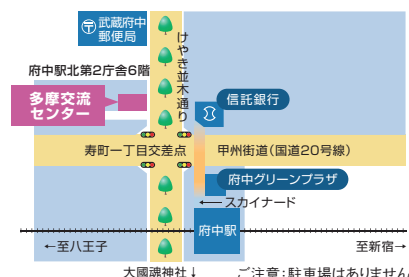 武蔵府中
郵便局
けやき並木通り
府中駅北第2庁舎6階
多摩交流
センター
信託銀行
寿町一丁目交差点
甲州街道(国道20号線)
府中グリーンプラザ
←スカイナード
府中駅
←至八王子
至新宿→
大國魂神社↓
ご注意:駐車場はありません